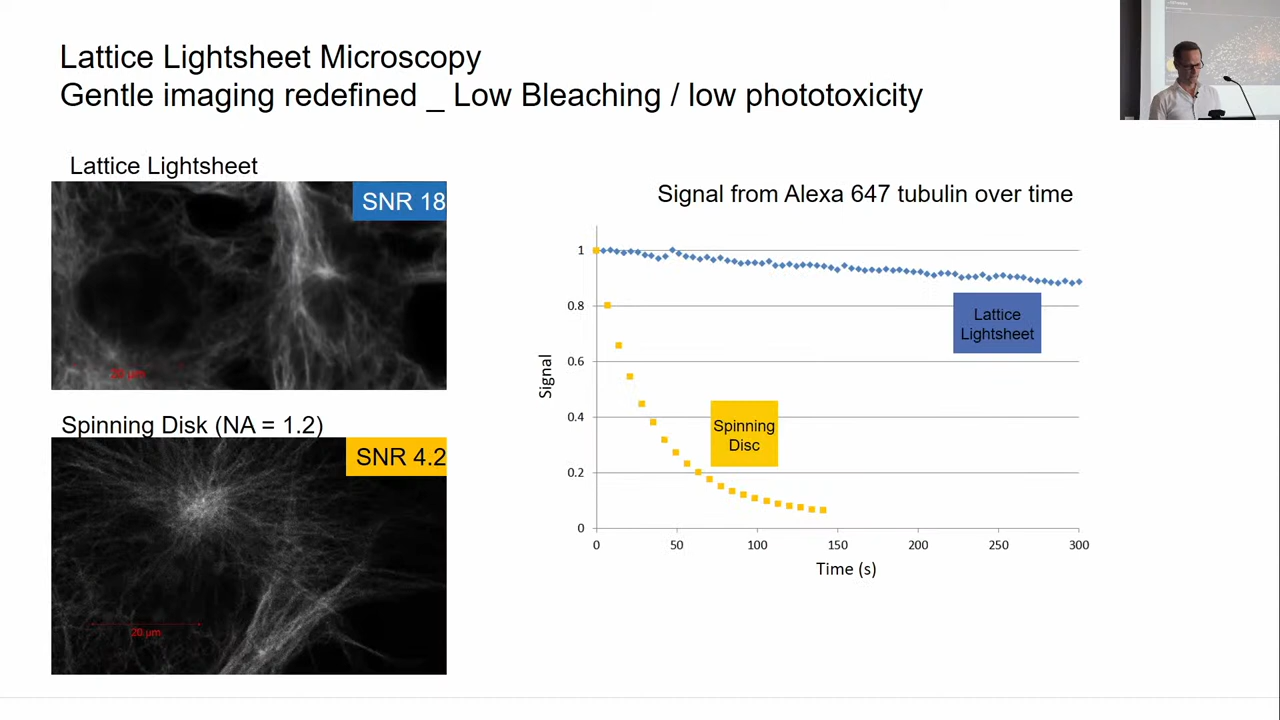 Lattice Lightsheet Microscopy
Gentle imaging redefined _ Low Bleaching / low phototoxicity
Lattice Lightsheet
SNR 18
20 µm
Spinning Disk (NA = 1.2)
SNR 4.2
20 µm
Signal from Alexa 647 tubulin over time
Signal
1
0.8
0.6
0.4
0.2
0
Lattice
Lightsheet
Spinning
Disc
0 50 100 150 200 250 300
Time (s)